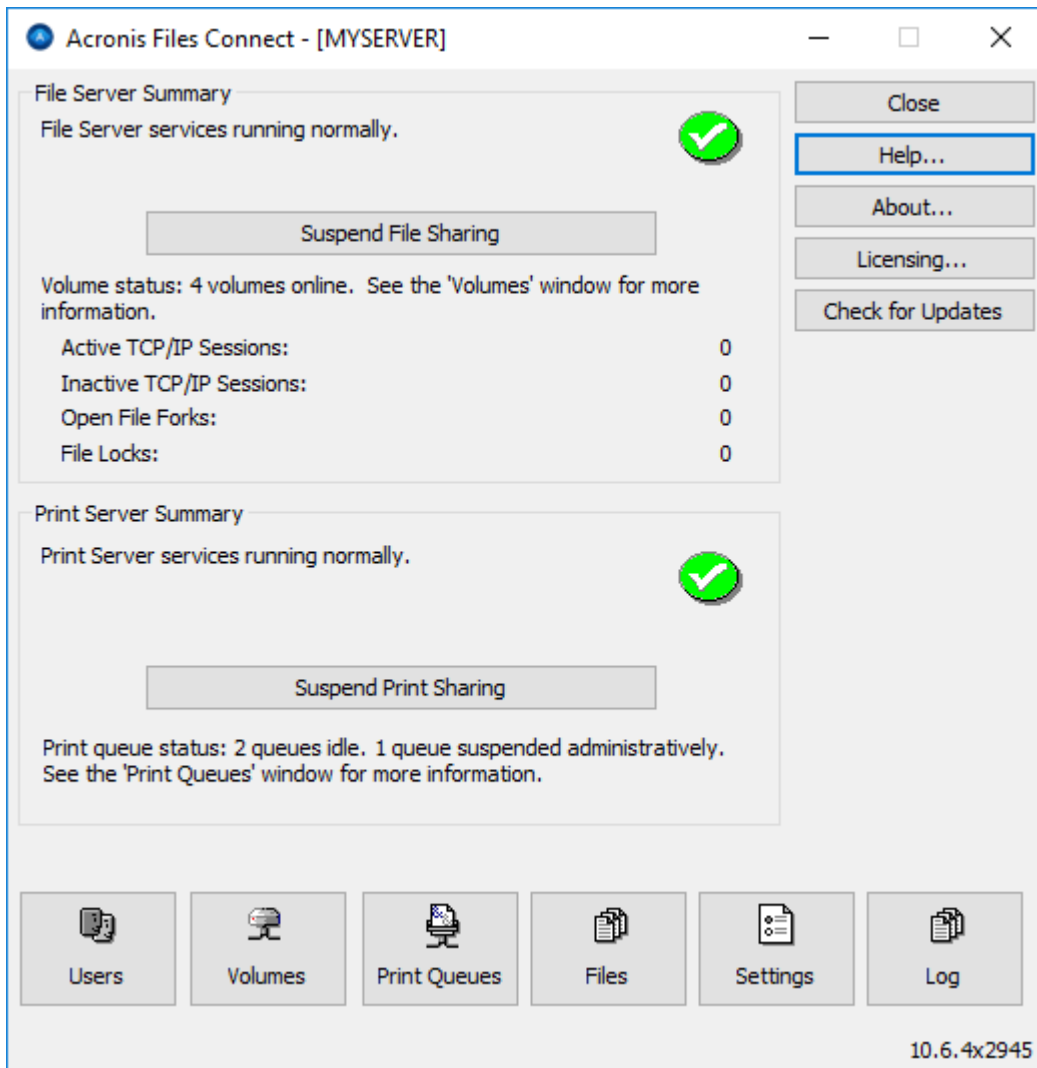 Acronis Files Connect - [MYSERVER]
File Server Summary
File Server services running normally.
Suspend File Sharing
Volume status: 4 volumes online.  See the 'Volumes' window for more
information.
Active TCP/IP Sessions: 0
Inactive TCP/IP Sessions: 0
Open File Forks: 0
File Locks: 0
Close
Help...
About...
Licensing...
Check for Updates
Print Server Summary
Print Server services running normally.
Suspend Print Sharing
Print queue status: 2 queues idle. 1 queue suspended administratively.
See the 'Print Queues' window for more information.
Users
Volumes
Print Queues
Files
Settings
Log
10.6.4x2945